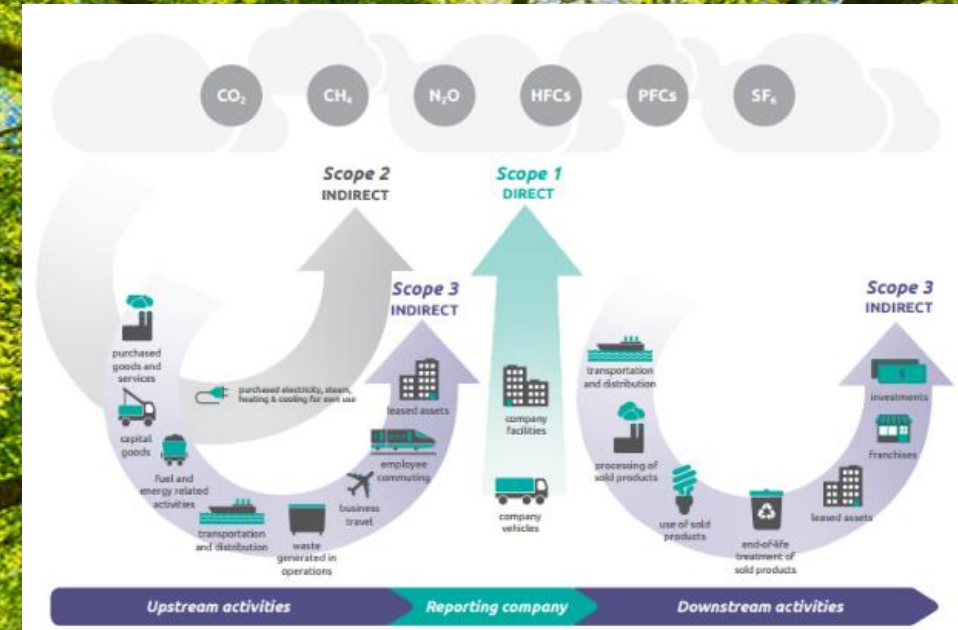 CO₂ CH₄ N₂O HFCs PFCs SF₆
Scope 2
INDIRECT
Scope 1
DIRECT
Scope 3
INDIRECT
Scope 3
INDIRECT
purchased
goods and
services
capital
goods
fuel and
energy related
activities
transportation
and distribution
waste
generated in
operations
business
travel
employee
commuting
leased assets
purchased electricity, steam,
heating & cooling for own use
company
facilities
company
vehicles
transportation
and distribution
processing of
sold products
use of sold
products
end-of-life
treatment of
sold products
leased assets
franchises
$
investments
Upstream activities
Reporting company
Downstream activities